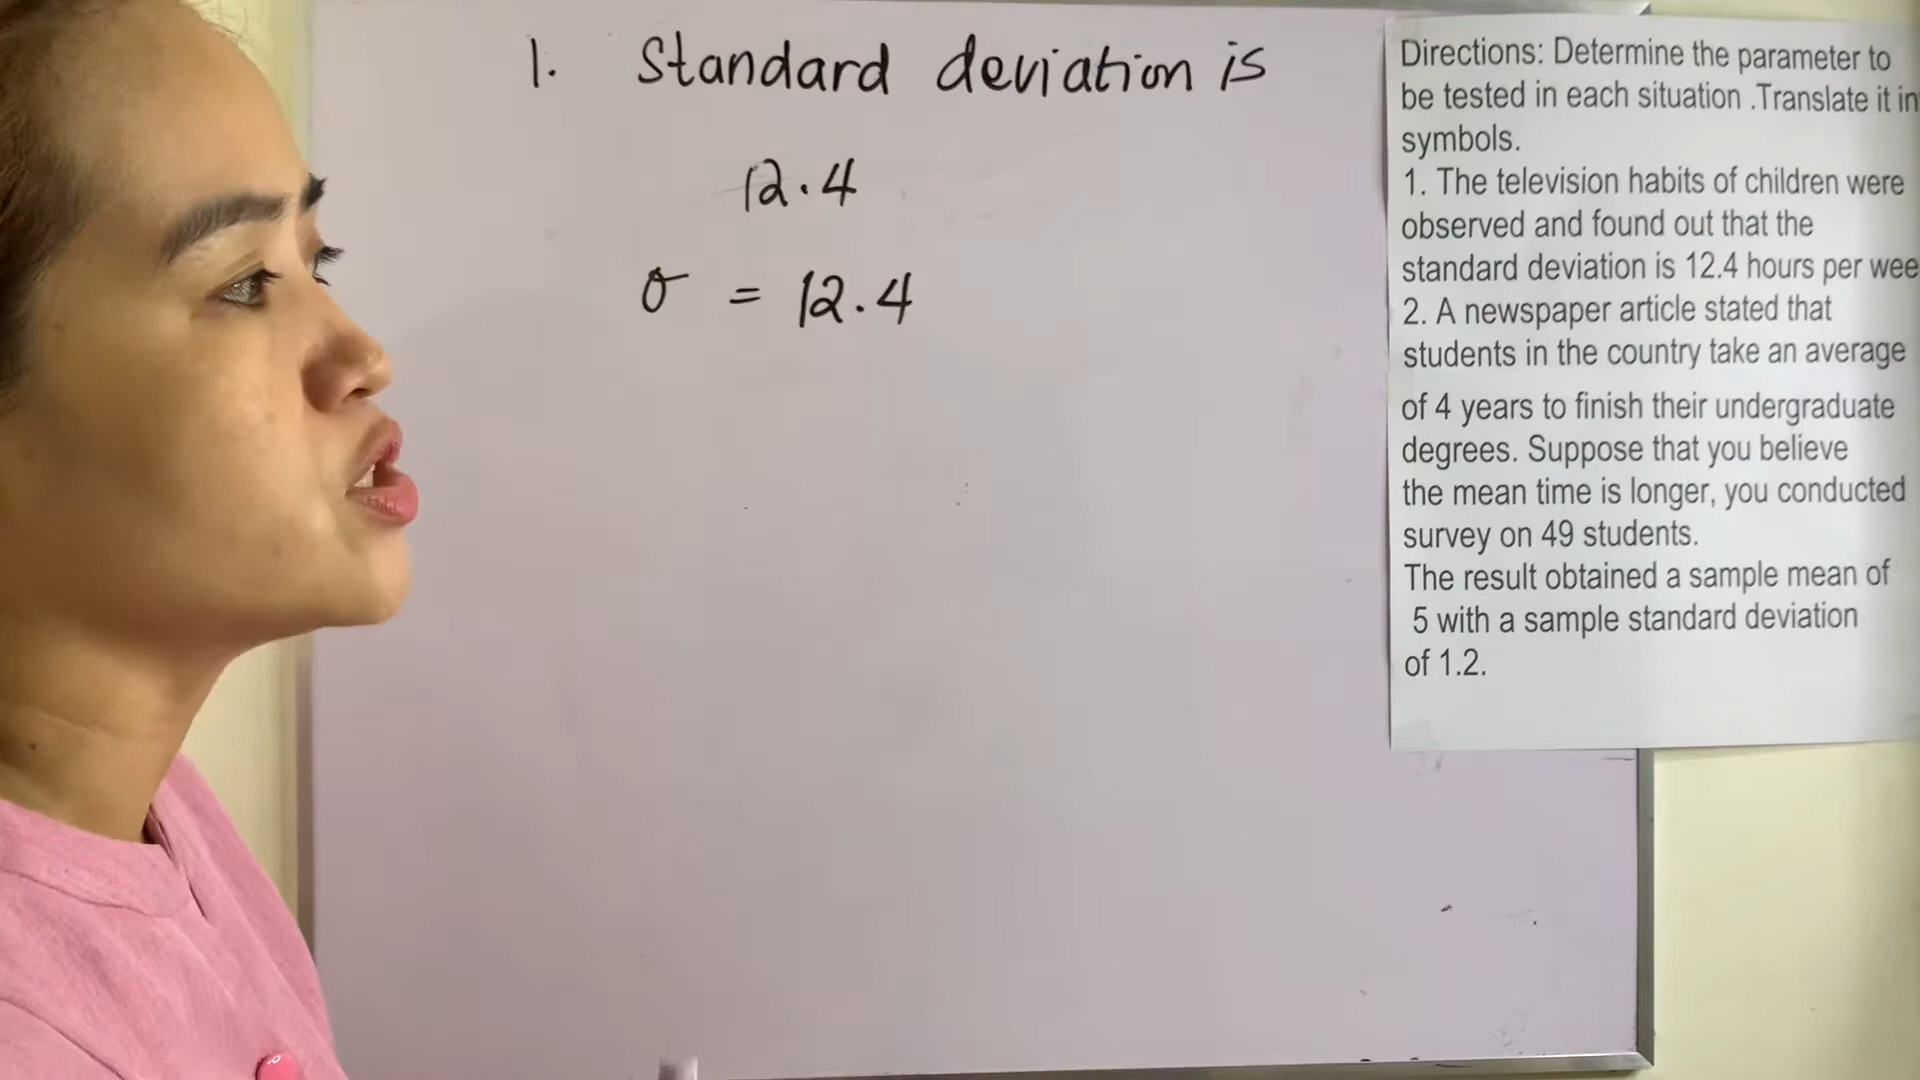 1. Standard deviation is
12.4
σ = 12.4
Directions: Determine the parameter to
be tested in each situation .Translate it in
symbols.
1. The television habits of children were
observed and found out that the
standard deviation is 12.4 hours per wee
2. A newspaper article stated that
students in the country take an average
of 4 years to finish their undergraduate
degrees. Suppose that you believe
the mean time is longer, you conducted
survey on 49 students.
The result obtained a sample mean of
5 with a sample standard deviation
of 1.2.